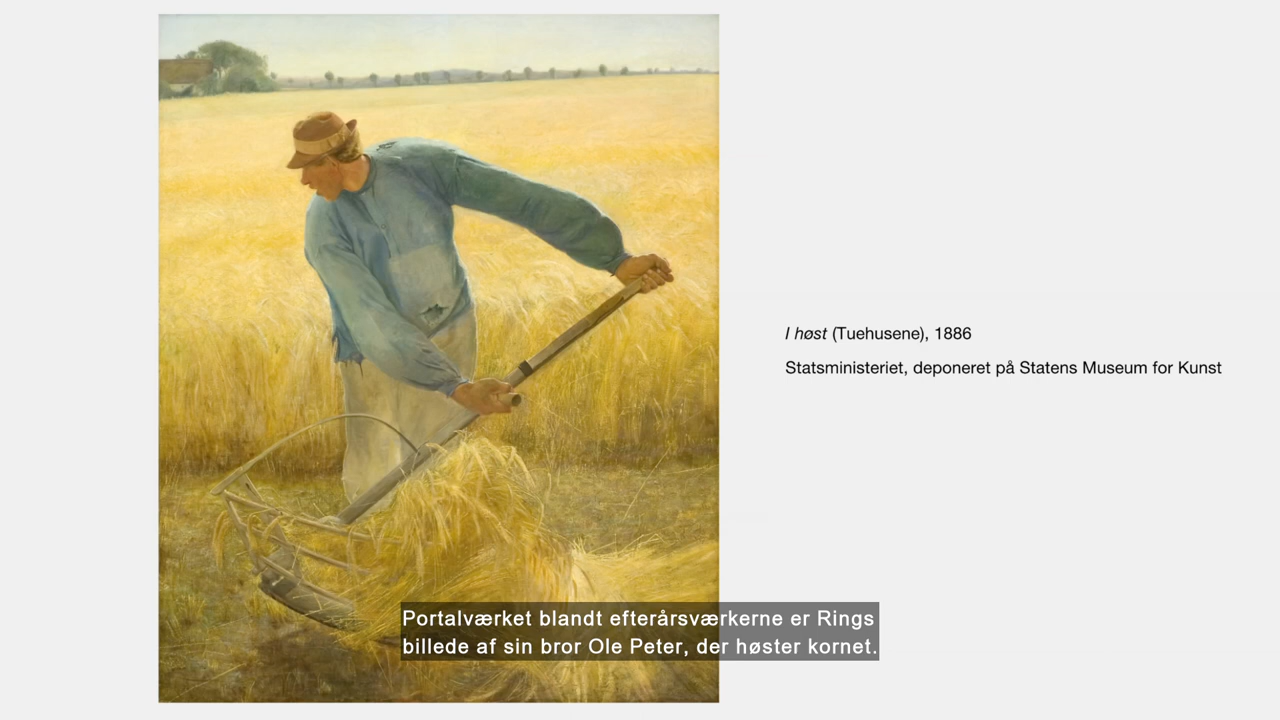 I høst (Tuehusene), 1886
Statsministeriet, deponeret på Statens Museum for Kunst
Portalværket blandt efterårsværkerne er Rings
billede af sin bror Ole Peter, der høster kornet.